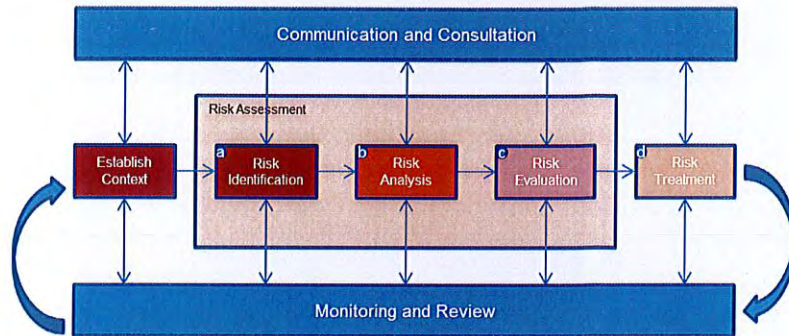 Communication and Consultation
Risk Assessment
Establish
Context
a
Risk
Identification
b
Risk
Analysis
c
Risk
Evaluation
d
Risk
Treatment
Monitoring and Review